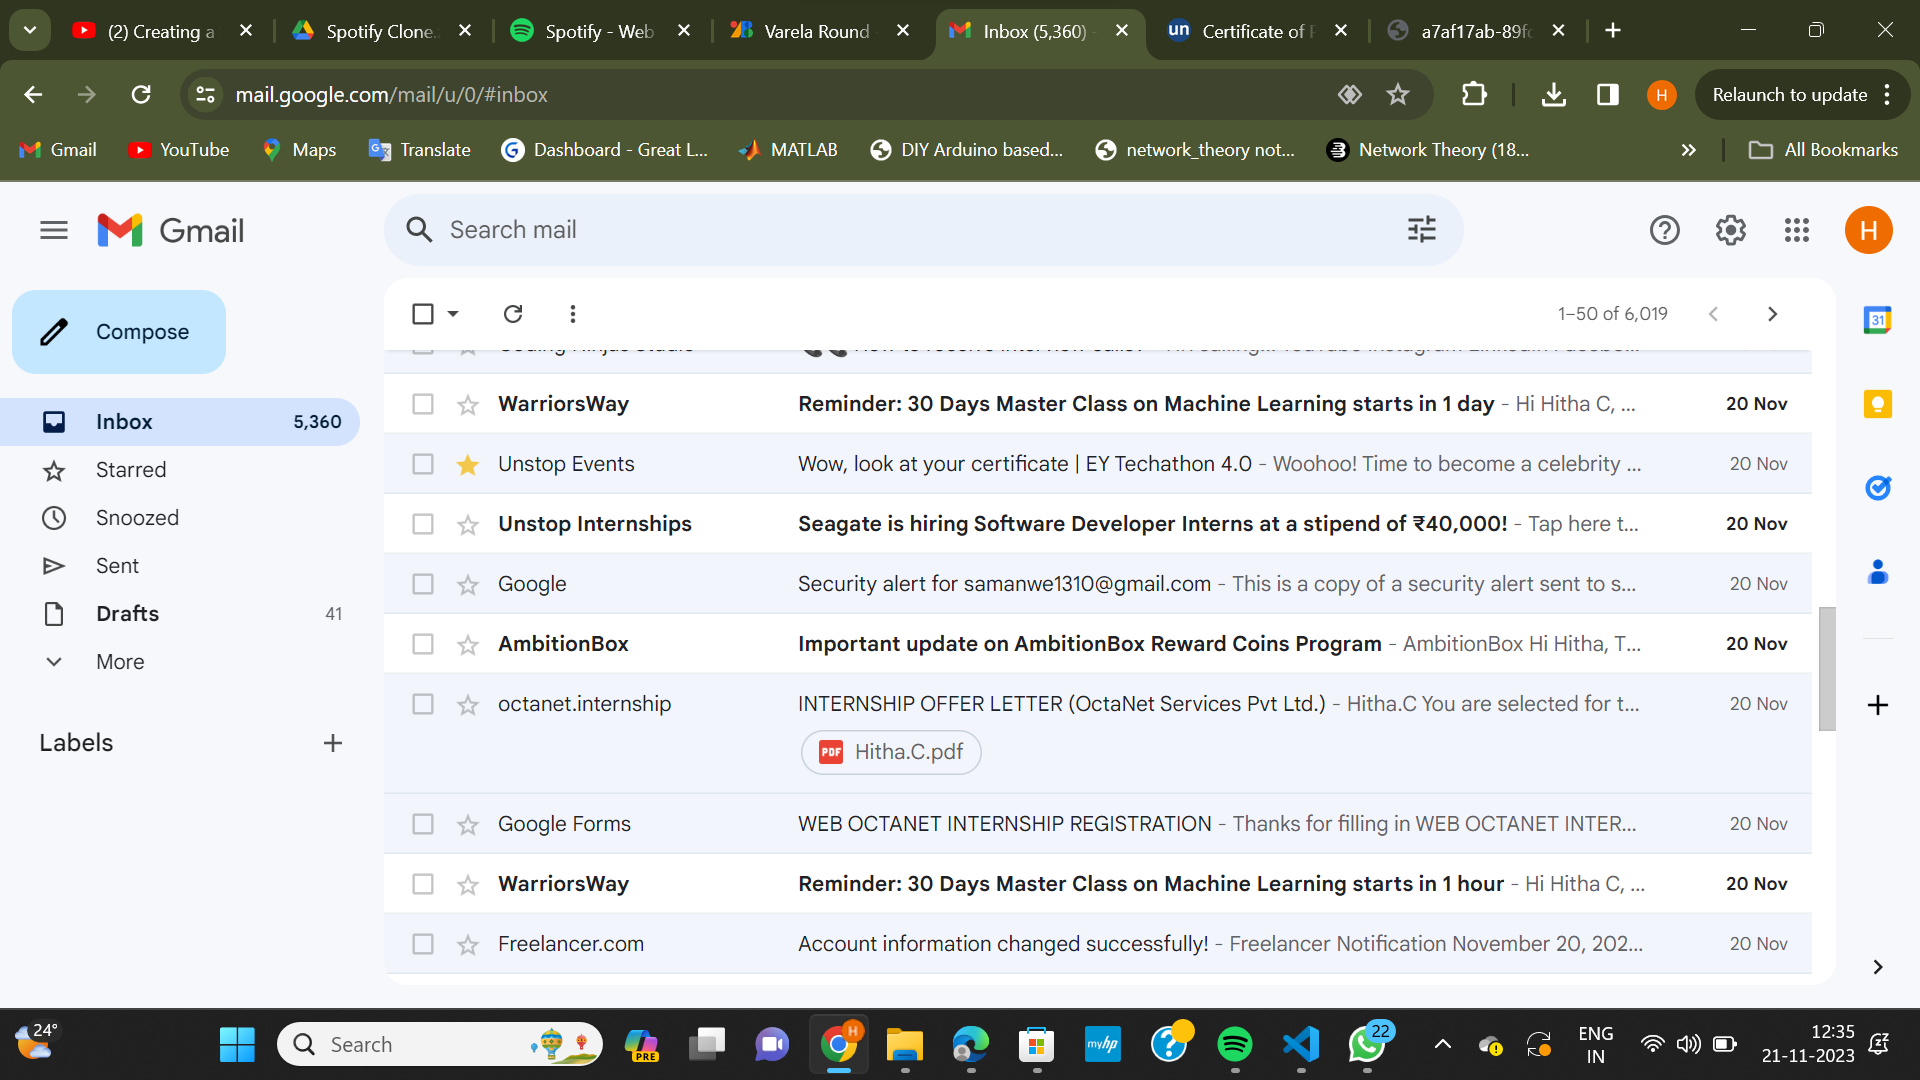 (2) Creating a
Spotify Clone.
Spotify - Web
Varela Round
Inbox (5,360) -
un Certificate of P
a7af17ab-89fc
mail.google.com/mail/u/0/#inbox
H
Relaunch to update
Gmail
YouTube
Maps
Translate
Dashboard - Great L...
MATLAB
DIY Arduino based...
network_theory not...
Network Theory (18...
All Bookmarks
Gmail
Search mail
H
Compose
1–50 of 6,019
31
Inbox 5,360
Starred
Snoozed
Sent
Drafts 41
More
Labels
WarriorsWay Reminder: 30 Days Master Class on Machine Learning starts in 1 day - Hi Hitha C, ... 20 Nov
Unstop Events Wow, look at your certificate | EY Techathon 4.0 - Woohoo! Time to become a celebrity ... 20 Nov
Unstop Internships Seagate is hiring Software Developer Interns at a stipend of ₹40,000! - Tap here t... 20 Nov
Google Security alert for samanwe1310@gmail.com - This is a copy of a security alert sent to s... 20 Nov
AmbitionBox Important update on AmbitionBox Reward Coins Program - AmbitionBox Hi Hitha, T... 20 Nov
octanet.internship INTERNSHIP OFFER LETTER (OctaNet Services Pvt Ltd.) - Hitha.C You are selected for t... 20 Nov
PDF Hitha.C.pdf
Google Forms WEB OCTANET INTERNSHIP REGISTRATION - Thanks for filling in WEB OCTANET INTER... 20 Nov
WarriorsWay Reminder: 30 Days Master Class on Machine Learning starts in 1 hour - Hi Hitha C, ... 20 Nov
Freelancer.com Account information changed successfully! - Freelancer Notification November 20, 202... 20 Nov
24°
Search
PRE
H
myhp
22
ENG
IN
12:35
21-11-2023